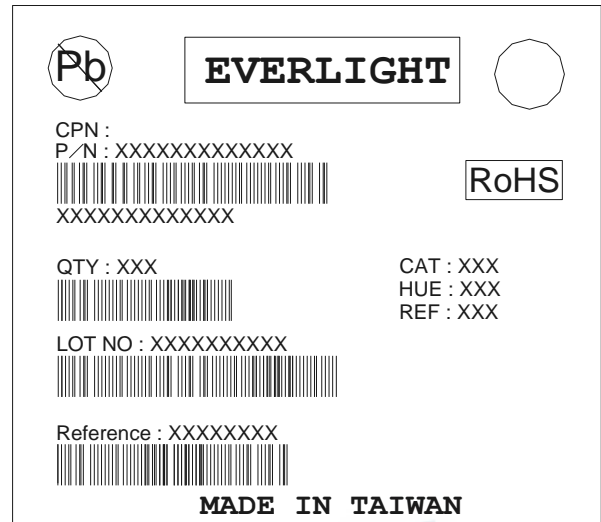 Pb
EVERLIGHT
CPN :
P/N : XXXXXXXXXXXXX
RoHS
XXXXXXXXXXXXX
QTY : XXX
CAT : XXX
HUE : XXX
REF : XXX
LOT NO : XXXXXXXXXX
Reference : XXXXXXXX
MADE IN TAIWAN